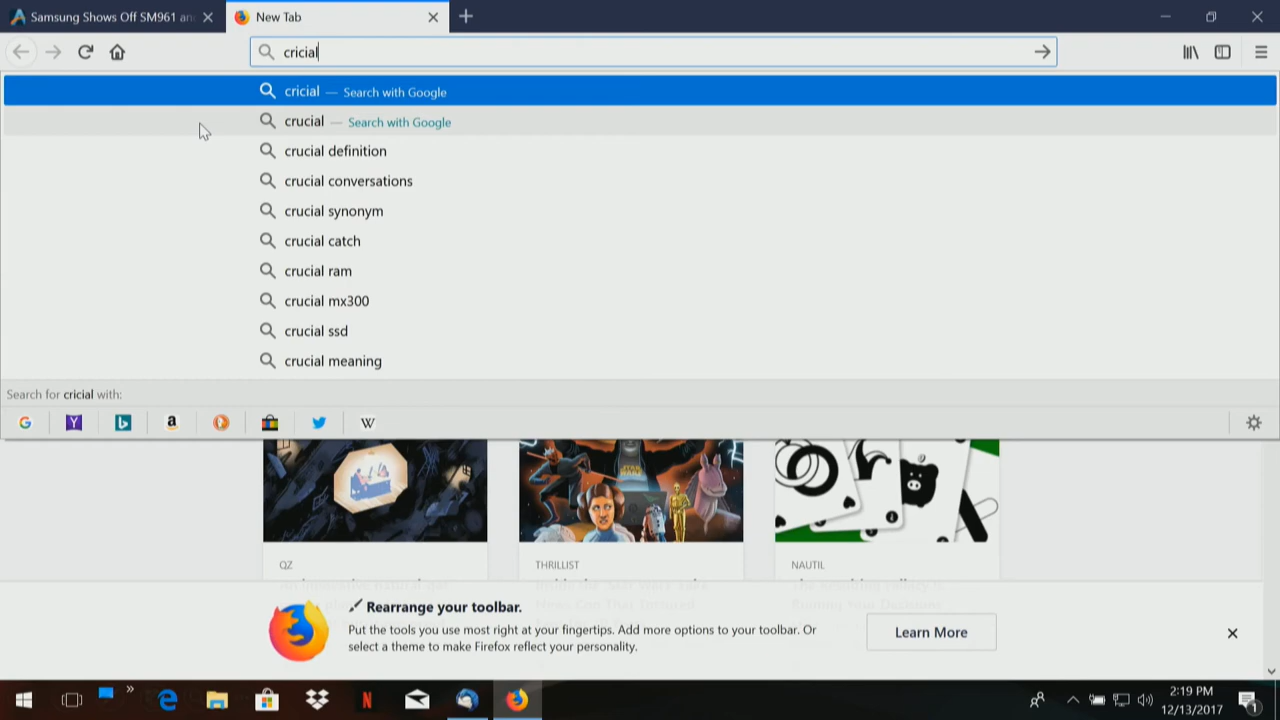 Samsung Shows Off SM961 an
New Tab
cricial
cricial — Search with Google
crucial — Search with Google
crucial definition
crucial conversations
crucial synonym
crucial catch
crucial ram
crucial mx300
crucial ssd
crucial meaning
Search for cricial with:
STAR WARS
QZ
THRILLIST
NAUTIL
Rearrange your toolbar.
Put the tools you use most right at your fingertips. Add more options to your toolbar. Or
select a theme to make Firefox reflect your personality.
Learn More
2:19 PM
12/13/2017
1